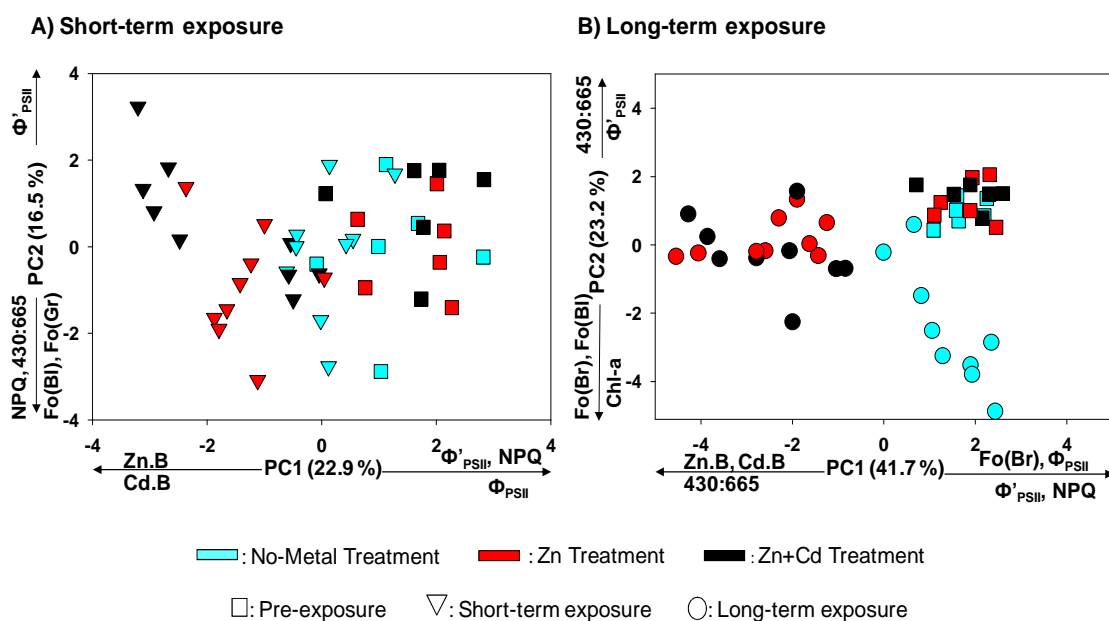 A) Short-term exposure
4
2
0
-2
-4
-4
-2
0
2
4
Φ'PSII
PC2 (16.5 %)
NPQ, 430:665
Fo(Bl), Fo(Gr)
Zn.B
Cd.B
PC1 (22.9 %)
Φ'PSII, NPQ
ΦPSII
B) Long-term exposure
4
2
0
-2
-4
-4
-2
0
2
4
430:665
Φ'PSII
PC2 (23.2 %)
Fo(Br), Fo(Bl)
Chl-a
Zn.B, Cd.B
430:665
PC1 (41.7 %)
Fo(Br), ΦPSII
Φ'PSII, NPQ
: No-Metal Treatment
: Zn Treatment
: Zn+Cd Treatment
: Pre-exposure
: Short-term exposure
: Long-term exposure